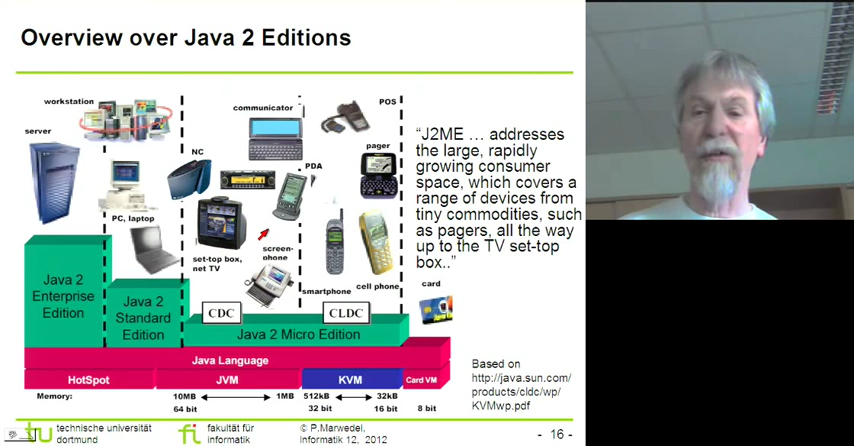 Overview over Java 2 Editions
workstation
communicator
POS
server
NC
pager
PDA
PC, laptop
set-top box,
net TV
screen-
phone
smartphone
cell phone
card
"J2ME … addresses
the large, rapidly
growing consumer
space, which covers a
range of devices from
tiny commodities, such
as pagers, all the way
up to the TV set-top
box.."
Java 2
Enterprise
Edition
Java 2
Standard
Edition
CDC
CLDC
Java 2 Micro Edition
Java Language
HotSpot
JVM
KVM
Card VM
Memory:
10MB
1MB
512kB
32kB
64 bit
32 bit
16 bit
8 bit
Based on
http://java.sun.com/
products/cldc/wp/
KVMwp.pdf
tu
technische universität
dortmund
fi
fakultät für
informatik
© P.Marwedel,
Informatik 12, 2012
- 16 -